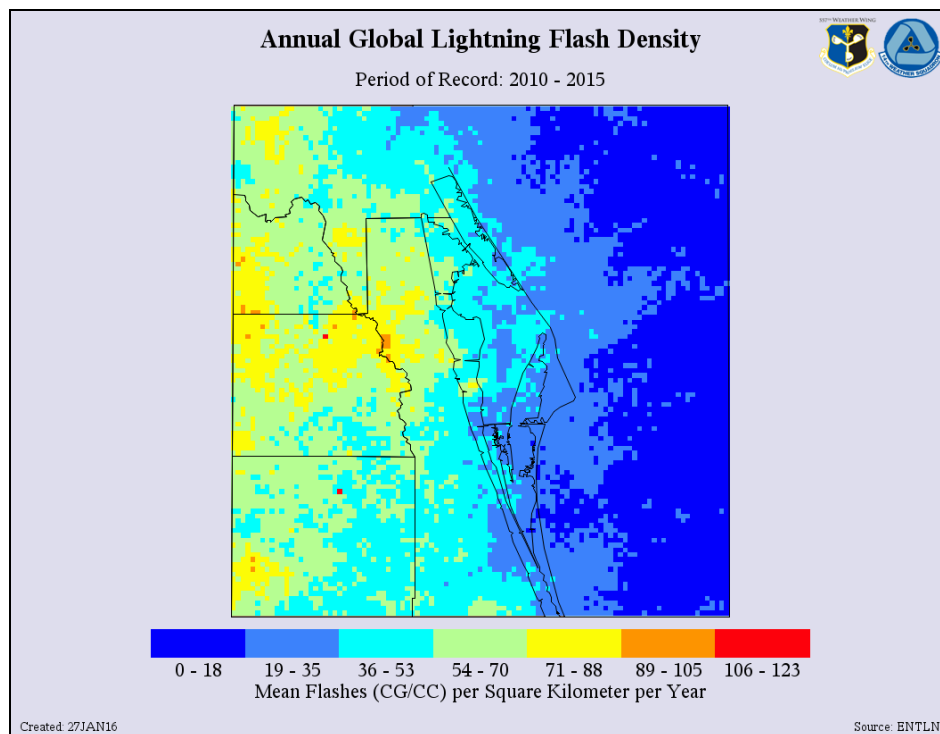 Annual Global Lightning Flash Density
Period of Record: 2010 - 2015
0 - 18 19 - 35 36 - 53 54 - 70 71 - 88 89 - 105 106 - 123
Mean Flashes (CG/CC) per Square Kilometer per Year
Created: 27JAN16 Source: ENTLN